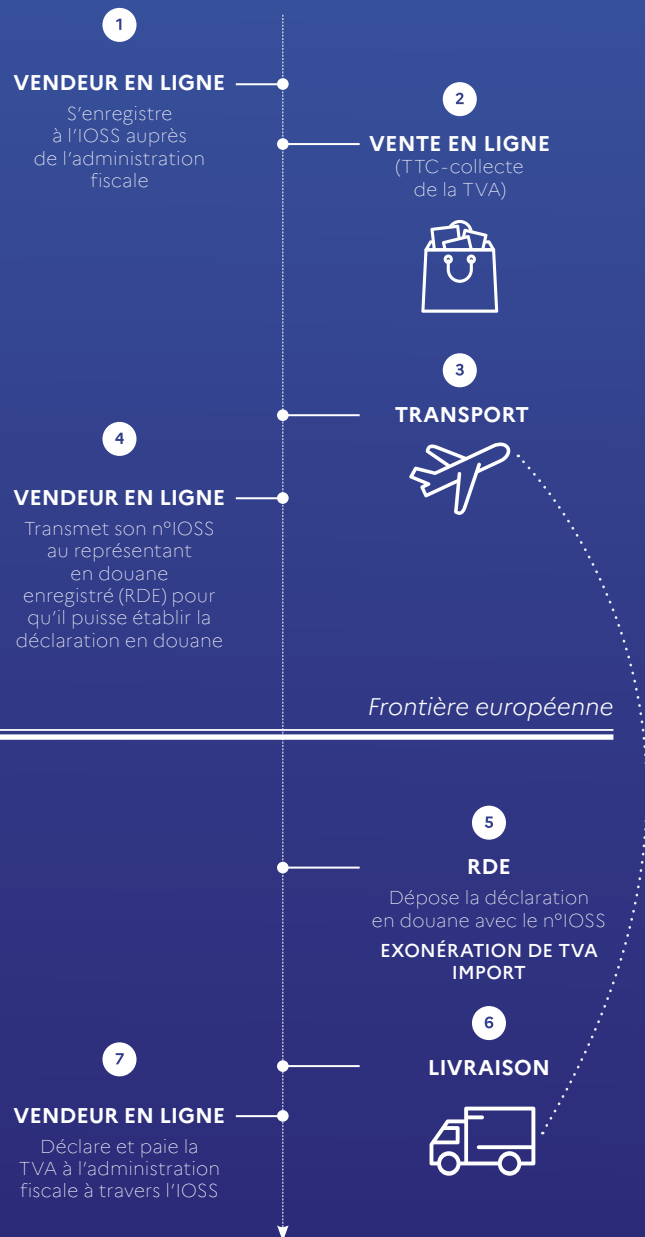 1
VENDEUR EN LIGNE
S'enregistre
à l'IOSS auprès
de l'administration
fiscale
2
VENTE EN LIGNE
(TTC-collecte
de la TVA)
3
TRANSPORT
4
VENDEUR EN LIGNE
Transmet son n°IOSS
au représentant
en douane
enregistré (RDE) pour
qu'il puisse établir la
déclaration en douane
Frontière européenne
5
RDE
Dépose la déclaration
en douane avec le n°IOSS
EXONÉRATION DE TVA
IMPORT
6
LIVRAISON
7
VENDEUR EN LIGNE
Déclare et paie la
TVA à l'administration
fiscale à travers l'IOSS